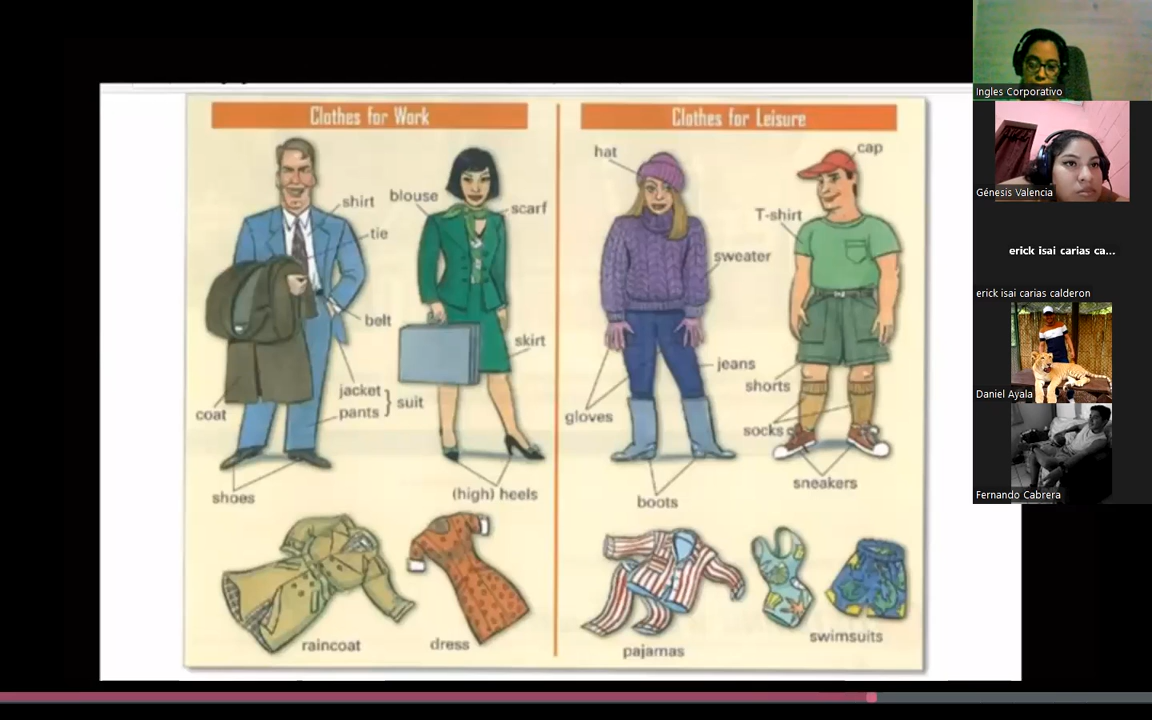 Clothes for Work
shirt
tie
belt
jacket
pants
suit
coat
shoes
blouse
scarf
skirt
(high) heels
raincoat
dress
Clothes for Leisure
hat
sweater
jeans
gloves
boots
cap
T-shirt
shorts
socks
sneakers
pajamas
swimsuits
Ingles Corporativo
Génesis Valencia
erick isai carias ca...
erick isai carias calderon
Daniel Ayala
Fernando Cabrera